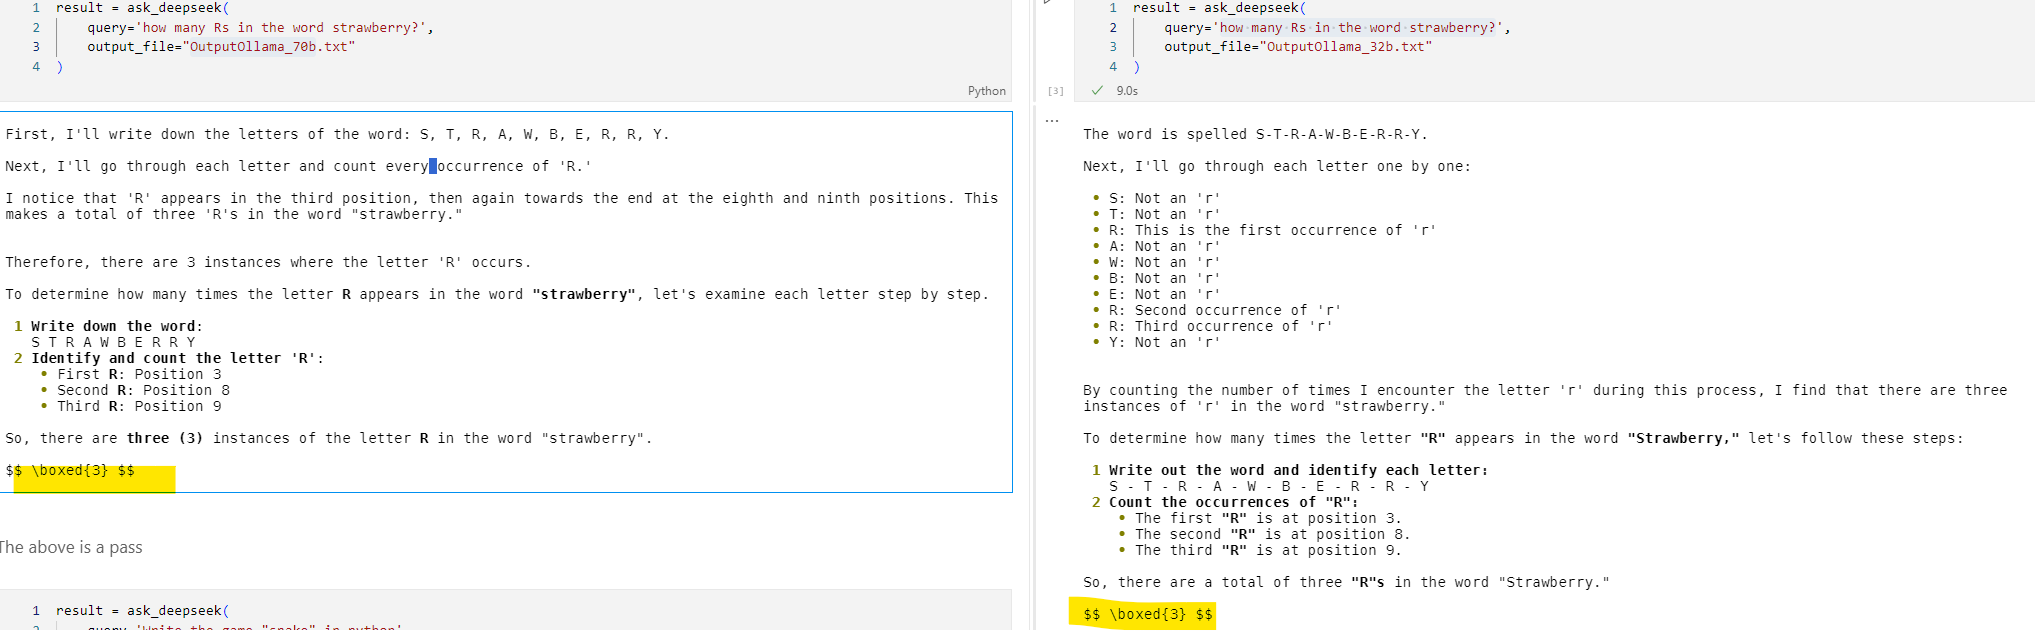 1 result = ask_deepseek(
2 query='how many Rs in the word strawberry?',
3 output_file="OutputOllama_70b.txt"
4 )
Python
First, I'll write down the letters of the word: S, T, R, A, W, B, E, R, R, Y.
Next, I'll go through each letter and count every occurrence of 'R.'
I notice that 'R' appears in the third position, then again towards the end at the eighth and ninth positions. This
makes a total of three 'R's in the word "strawberry."
Therefore, there are 3 instances where the letter 'R' occurs.
To determine how many times the letter R appears in the word "strawberry", let's examine each letter step by step.
1 Write down the word:
S T R A W B E R R Y
2 Identify and count the letter 'R':
• First R: Position 3
• Second R: Position 8
• Third R: Position 9
So, there are three (3) instances of the letter R in the word "strawberry".
$$ \boxed{3} $$
The above is a pass
1 result = ask_deepseek(
2 query='Write the game "snake" in python'
1 result = ask_deepseek(
2 query='how many Rs in the word strawberry?',
3 output_file="OutputOllama_32b.txt"
4 )
[3] ✓ 9.0s
...
The word is spelled S-T-R-A-W-B-E-R-R-Y.
Next, I'll go through each letter one by one:
• S: Not an 'r'
• T: Not an 'r'
• R: This is the first occurrence of 'r'
• A: Not an 'r'
• W: Not an 'r'
• B: Not an 'r'
• E: Not an 'r'
• R: Second occurrence of 'r'
• R: Third occurrence of 'r'
• Y: Not an 'r'
By counting the number of times I encounter the letter 'r' during this process, I find that there are three
instances of 'r' in the word "strawberry."
To determine how many times the letter "R" appears in the word "Strawberry," let's follow these steps:
1 Write out the word and identify each letter:
S - T - R - A - W - B - E - R - R - Y
2 Count the occurrences of "R":
• The first "R" is at position 3.
• The second "R" is at position 8.
• The third "R" is at position 9.
So, there are a total of three "R"s in the word "Strawberry."
$$ \boxed{3} $$